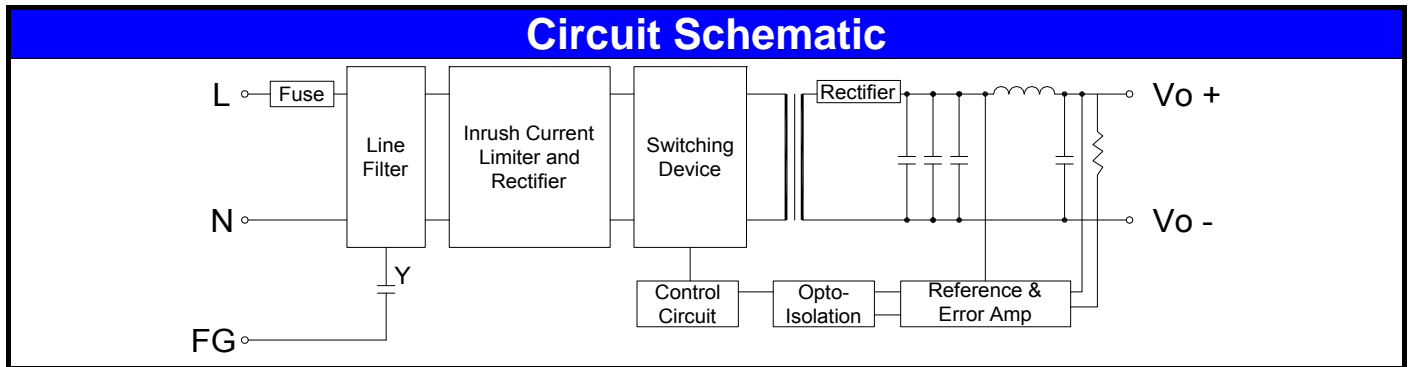 Circuit Schematic
L
Fuse
Line
Filter
Inrush Current
Limiter and
Rectifier
Switching
Device
Rectifier
Vo +
N
Vo -
Y
Control
Circuit
Opto-
Isolation
Reference &
Error Amp
FG